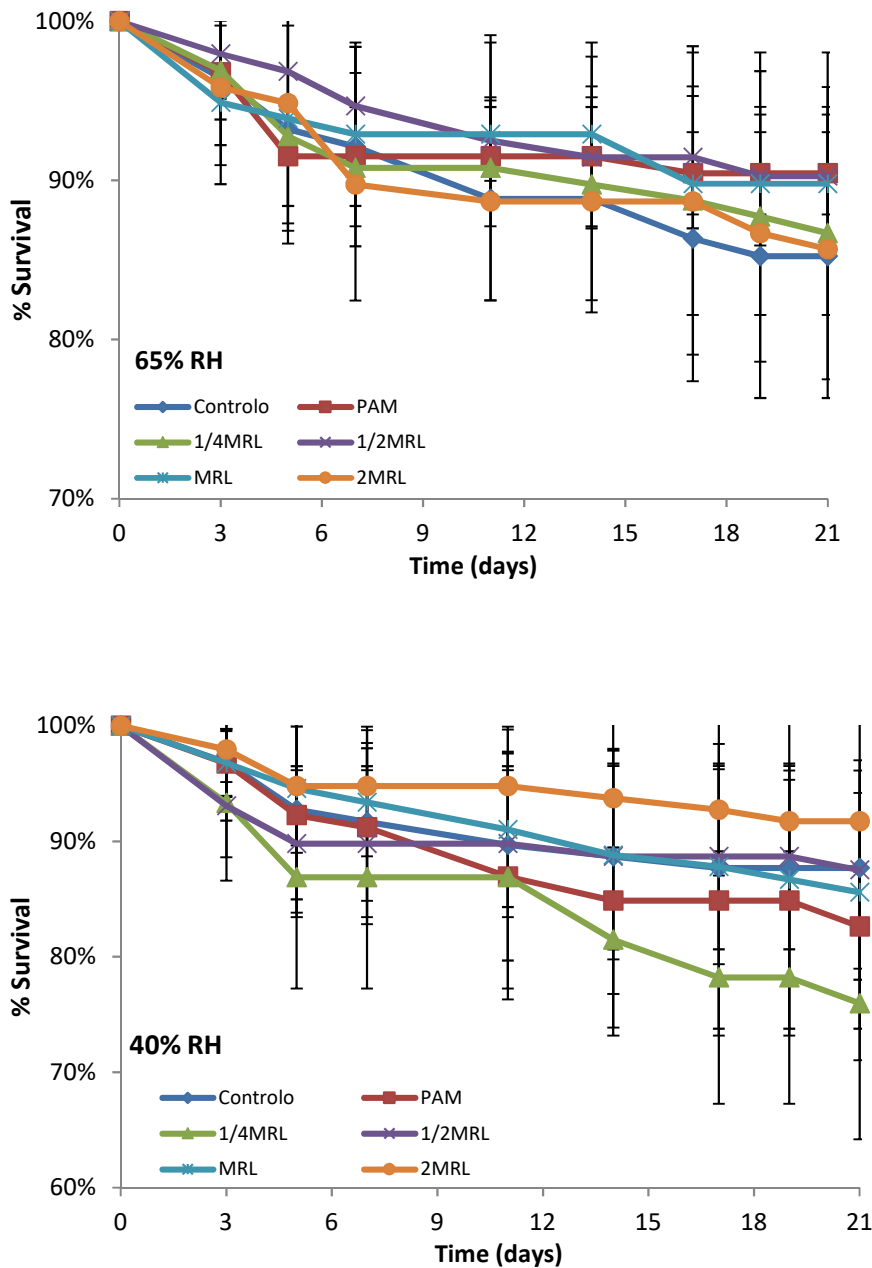 100%
90%
80%
70%
% Survival
65% RH
Controlo PAM
1/4MRL 1/2MRL
MRL 2MRL
0 3 6 9 12 15 18 21
Time (days)
100%
90%
80%
70%
60%
% Survival
40% RH
Controlo PAM
1/4MRL 1/2MRL
MRL 2MRL
0 3 6 9 12 15 18 21
Time (days)